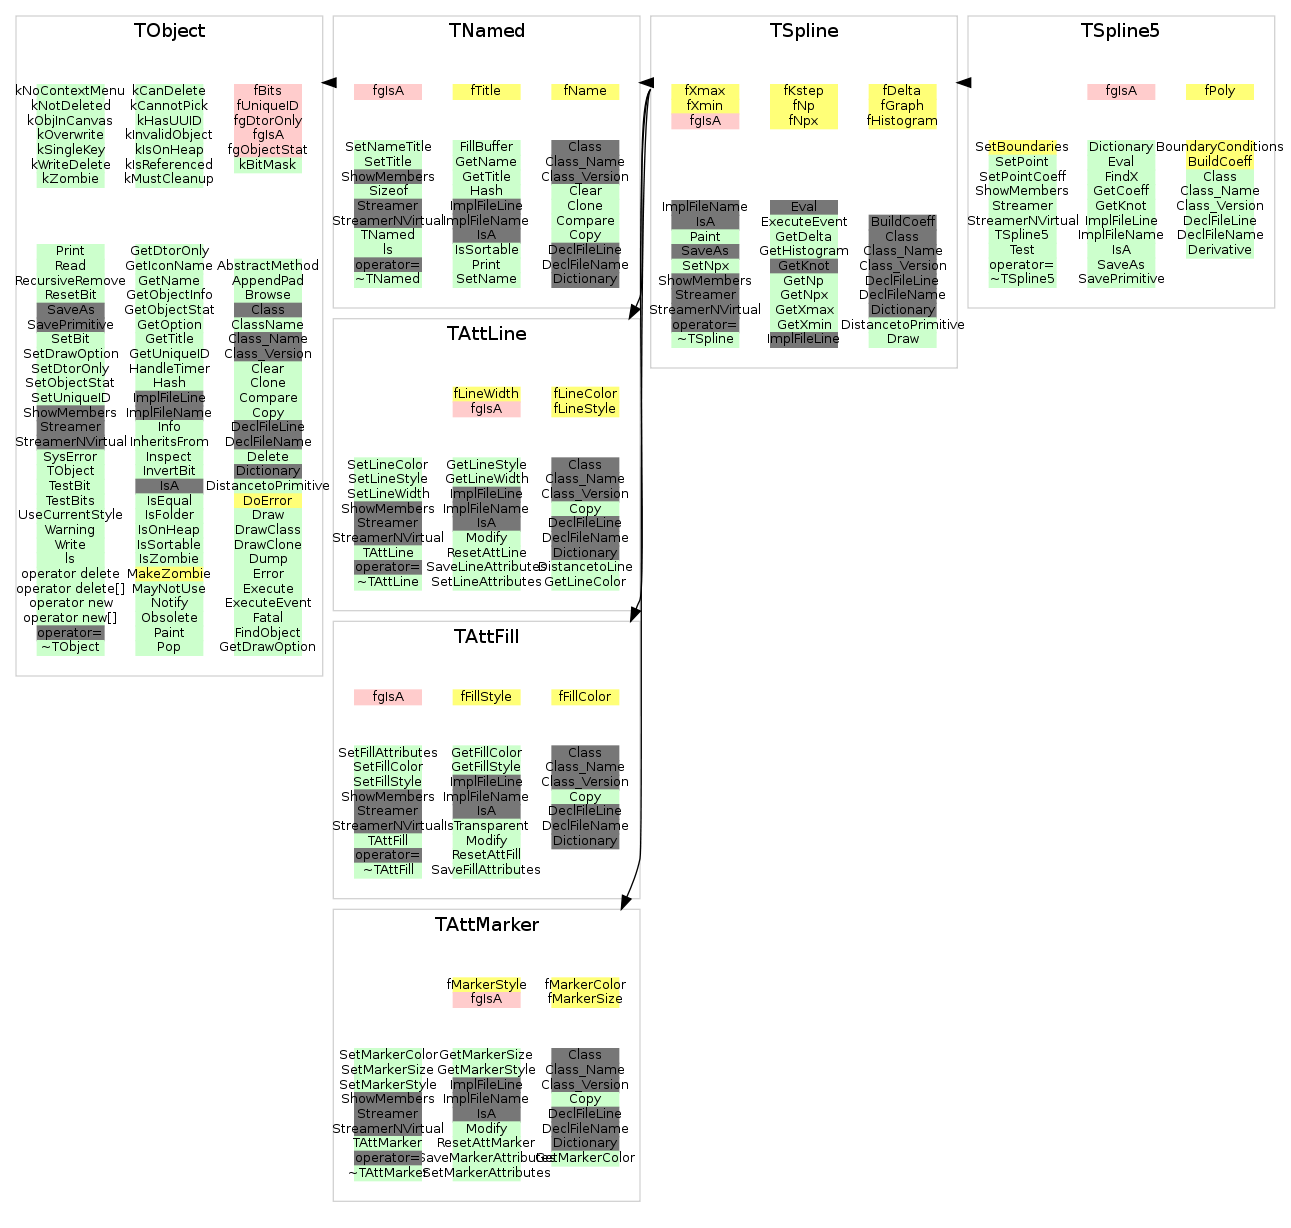 TObject
kNoContextMenu kCanDelete fBits
kNotDeleted kCannotPick fUniqueID
kObjInCanvas kHasUUID fgDtorOnly
kOverwrite kInvalidObject fgIsA
kSingleKey kIsOnHeap fgObjectStat
kWriteDelete kIsReferenced kBitMask
kZombie kMustCleanup
Print GetDtorOnly
Read GetIconName AbstractMethod
RecursiveRemove GetName AppendPad
ResetBit GetObjectInfo Browse
SaveAs GetObjectStat Class
SavePrimitive GetOption ClassName
SetBit GetTitle Class_Name
SetDrawOption GetUniqueID Class_Version
SetDtorOnly HandleTimer Clear
SetObjectStat Hash Clone
SetUniqueID ImplFileLine Compare
ShowMembers ImplFileName Copy
Streamer Info DeclFileLine
StreamerNVirtual InheritsFrom DeclFileName
SysError Inspect Delete
TObject InvertBit Dictionary
TestBit IsA DistancetoPrimitive
TestBits IsEqual DoError
UseCurrentStyle IsFolder Draw
Warning IsOnHeap DrawClass
Write IsSortable DrawClone
ls IsZombie Dump
operator delete MakeZombie Error
operator delete[] MayNotUse Execute
operator new Notify ExecuteEvent
operator new[] Obsolete Fatal
operator= Paint FindObject
~TObject Pop GetDrawOption
TNamed
fgIsA fTitle fName
SetNameTitle FillBuffer Class
SetTitle GetName Class_Name
ShowMembers GetTitle Class_Version
Sizeof Hash Clear
Streamer ImplFileLine Clone
StreamerNVirtual ImplFileName Compare
TNamed IsA Copy
ls IsSortable DeclFileLine
operator= Print DeclFileName
~TNamed SetName Dictionary
TAttLine
fLineWidth fLineColor
fgIsA fLineStyle
SetLineColor GetLineStyle Class
SetLineStyle GetLineWidth Class_Name
SetLineWidth ImplFileLine Class_Version
ShowMembers ImplFileName Copy
Streamer IsA DeclFileLine
StreamerNVirtual Modify DeclFileName
TAttLine ResetAttLine Dictionary
operator= SaveLineAttributes DistancetoLine
~TAttLine SetLineAttributes GetLineColor
TAttFill
fgIsA fFillStyle fFillColor
SetFillAttributes GetFillColor Class
SetFillColor GetFillStyle Class_Name
SetFillStyle ImplFileLine Class_Version
ShowMembers ImplFileName Copy
Streamer IsA DeclFileLine
StreamerNVirtual IsTransparent DeclFileName
TAttFill Modify Dictionary
operator= ResetAttFill
~TAttFill SaveFillAttributes
TAttMarker
fMarkerStyle fMarkerColor
fgIsA fMarkerSize
SetMarkerColor GetMarkerSize Class
SetMarkerSize GetMarkerStyle Class_Name
SetMarkerStyle ImplFileLine Class_Version
ShowMembers ImplFileName Copy
Streamer IsA DeclFileLine
StreamerNVirtual Modify DeclFileName
TAttMarker ResetAttMarker Dictionary
operator= SaveMarkerAttributes GetMarkerColor
~TAttMarker SetMarkerAttributes
TSpline
fXmax fKstep fDelta
fXmin fNp fGraph
fgIsA fNpx fHistogram
ImplFileName Eval
IsA ExecuteEvent BuildCoeff
Paint GetDelta Class
SaveAs GetHistogram Class_Name
SetNpx GetKnot Class_Version
ShowMembers GetNp DeclFileLine
Streamer GetNpx DeclFileName
StreamerNVirtual GetXmax Dictionary
operator= GetXmin DistancetoPrimitive
~TSpline ImplFileLine Draw
TSpline5
fgIsA fPoly
SetBoundaries Dictionary BoundaryConditions
SetPoint Eval BuildCoeff
SetPointCoeff FindX Class
ShowMembers GetCoeff Class_Name
Streamer GetKnot Class_Version
StreamerNVirtual ImplFileLine DeclFileLine
TSpline5 ImplFileName DeclFileName
Test IsA Derivative
operator= SaveAs
~TSpline5 SavePrimitive